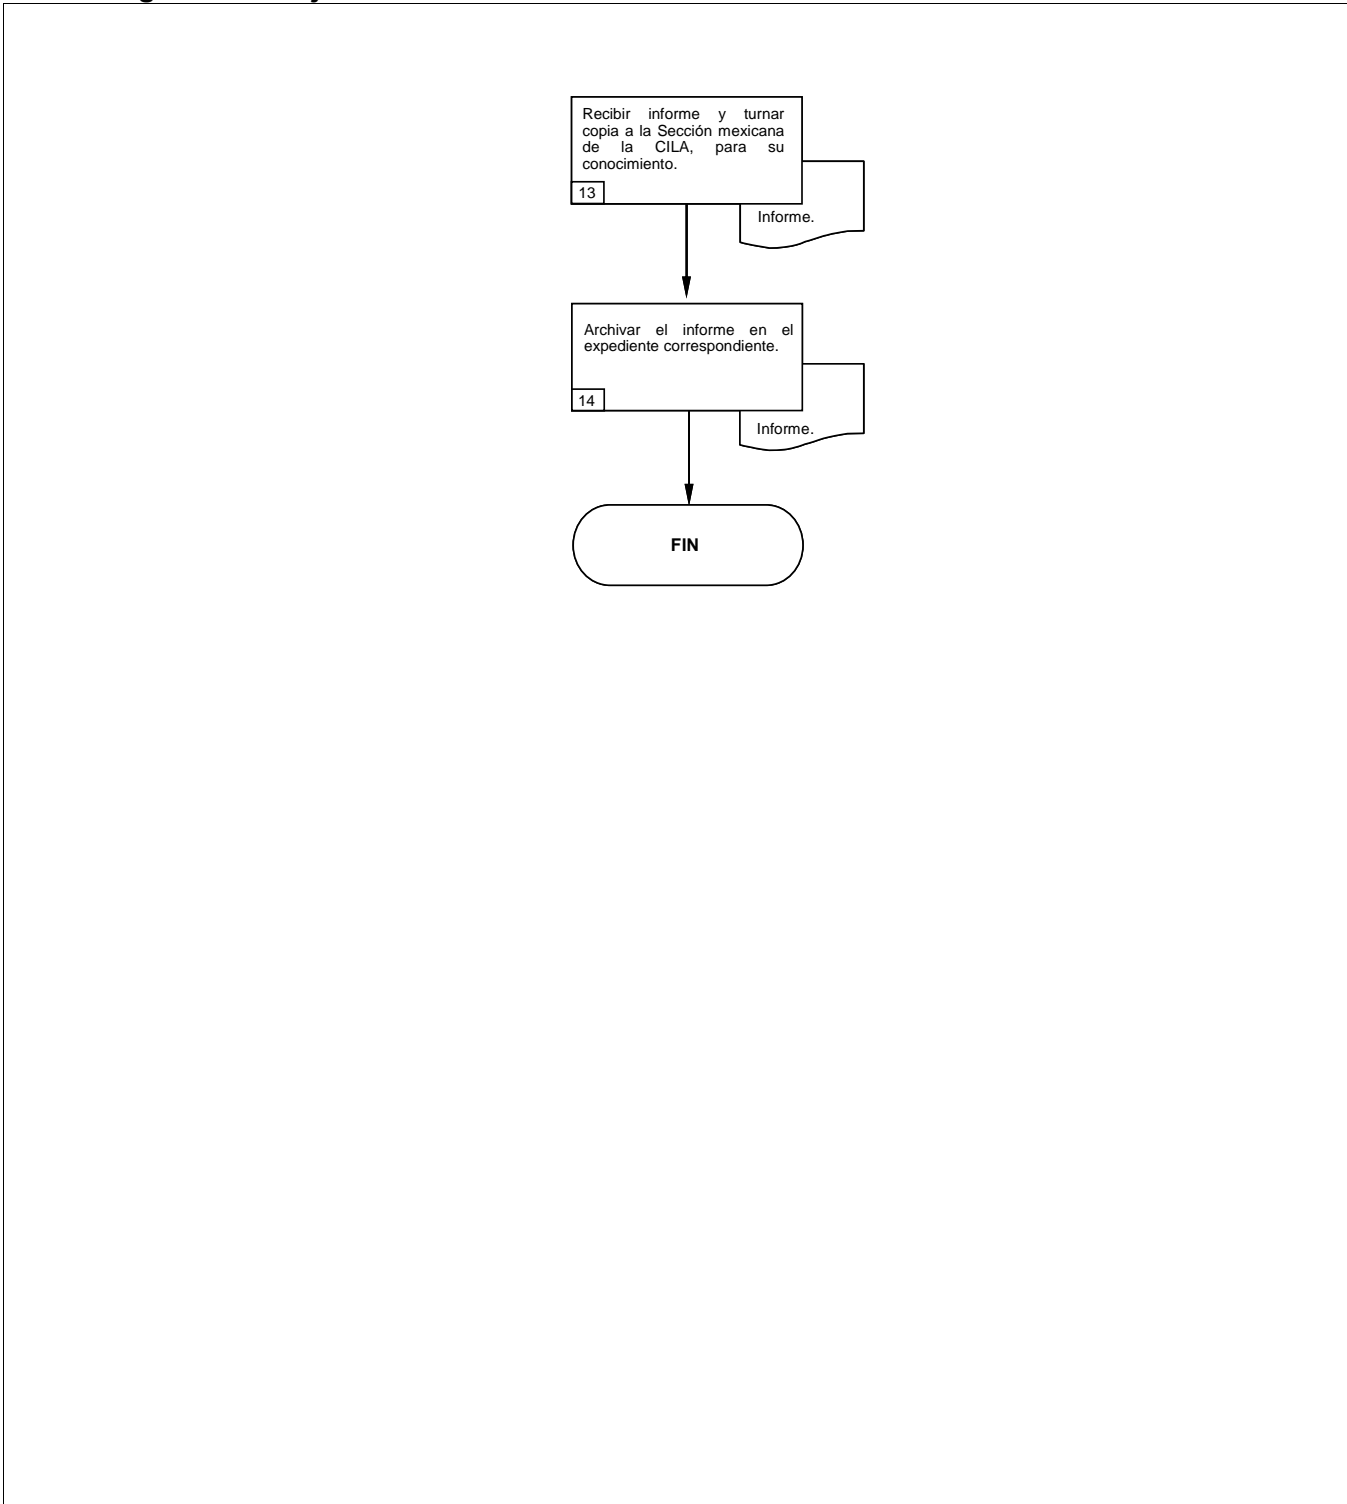 Recibir informe y turnar
copia a la Sección mexicana
de la CILA, para su
conocimiento.
13
Informe.
Archivar el informe en el
expediente correspondiente.
14
Informe.
FIN